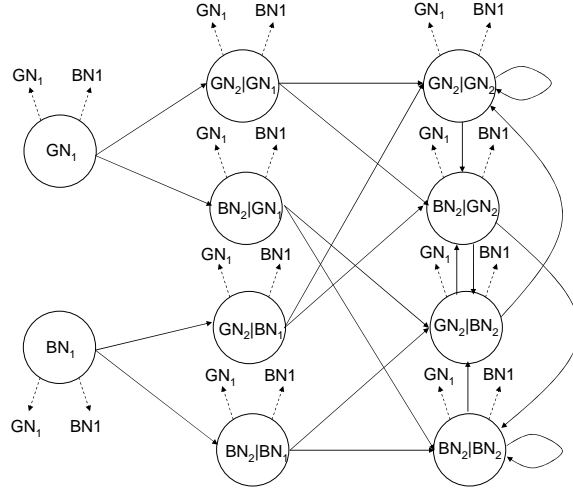 GN₁ BN1 GN₁ BN1
GN₁ BN1
GN₂|GN₁ GN₂|GN₂
GN₁ BN1 GN₁ BN1
GN₁
BN₂|GN₁ BN₂|GN₂
GN₁ BN1 GN₁ BN1
GN₂|BN₁ GN₂|BN₂
BN₁
GN₁ BN1 GN₁ BN1
GN₁ BN1
BN₂|BN₁ BN₂|BN₂